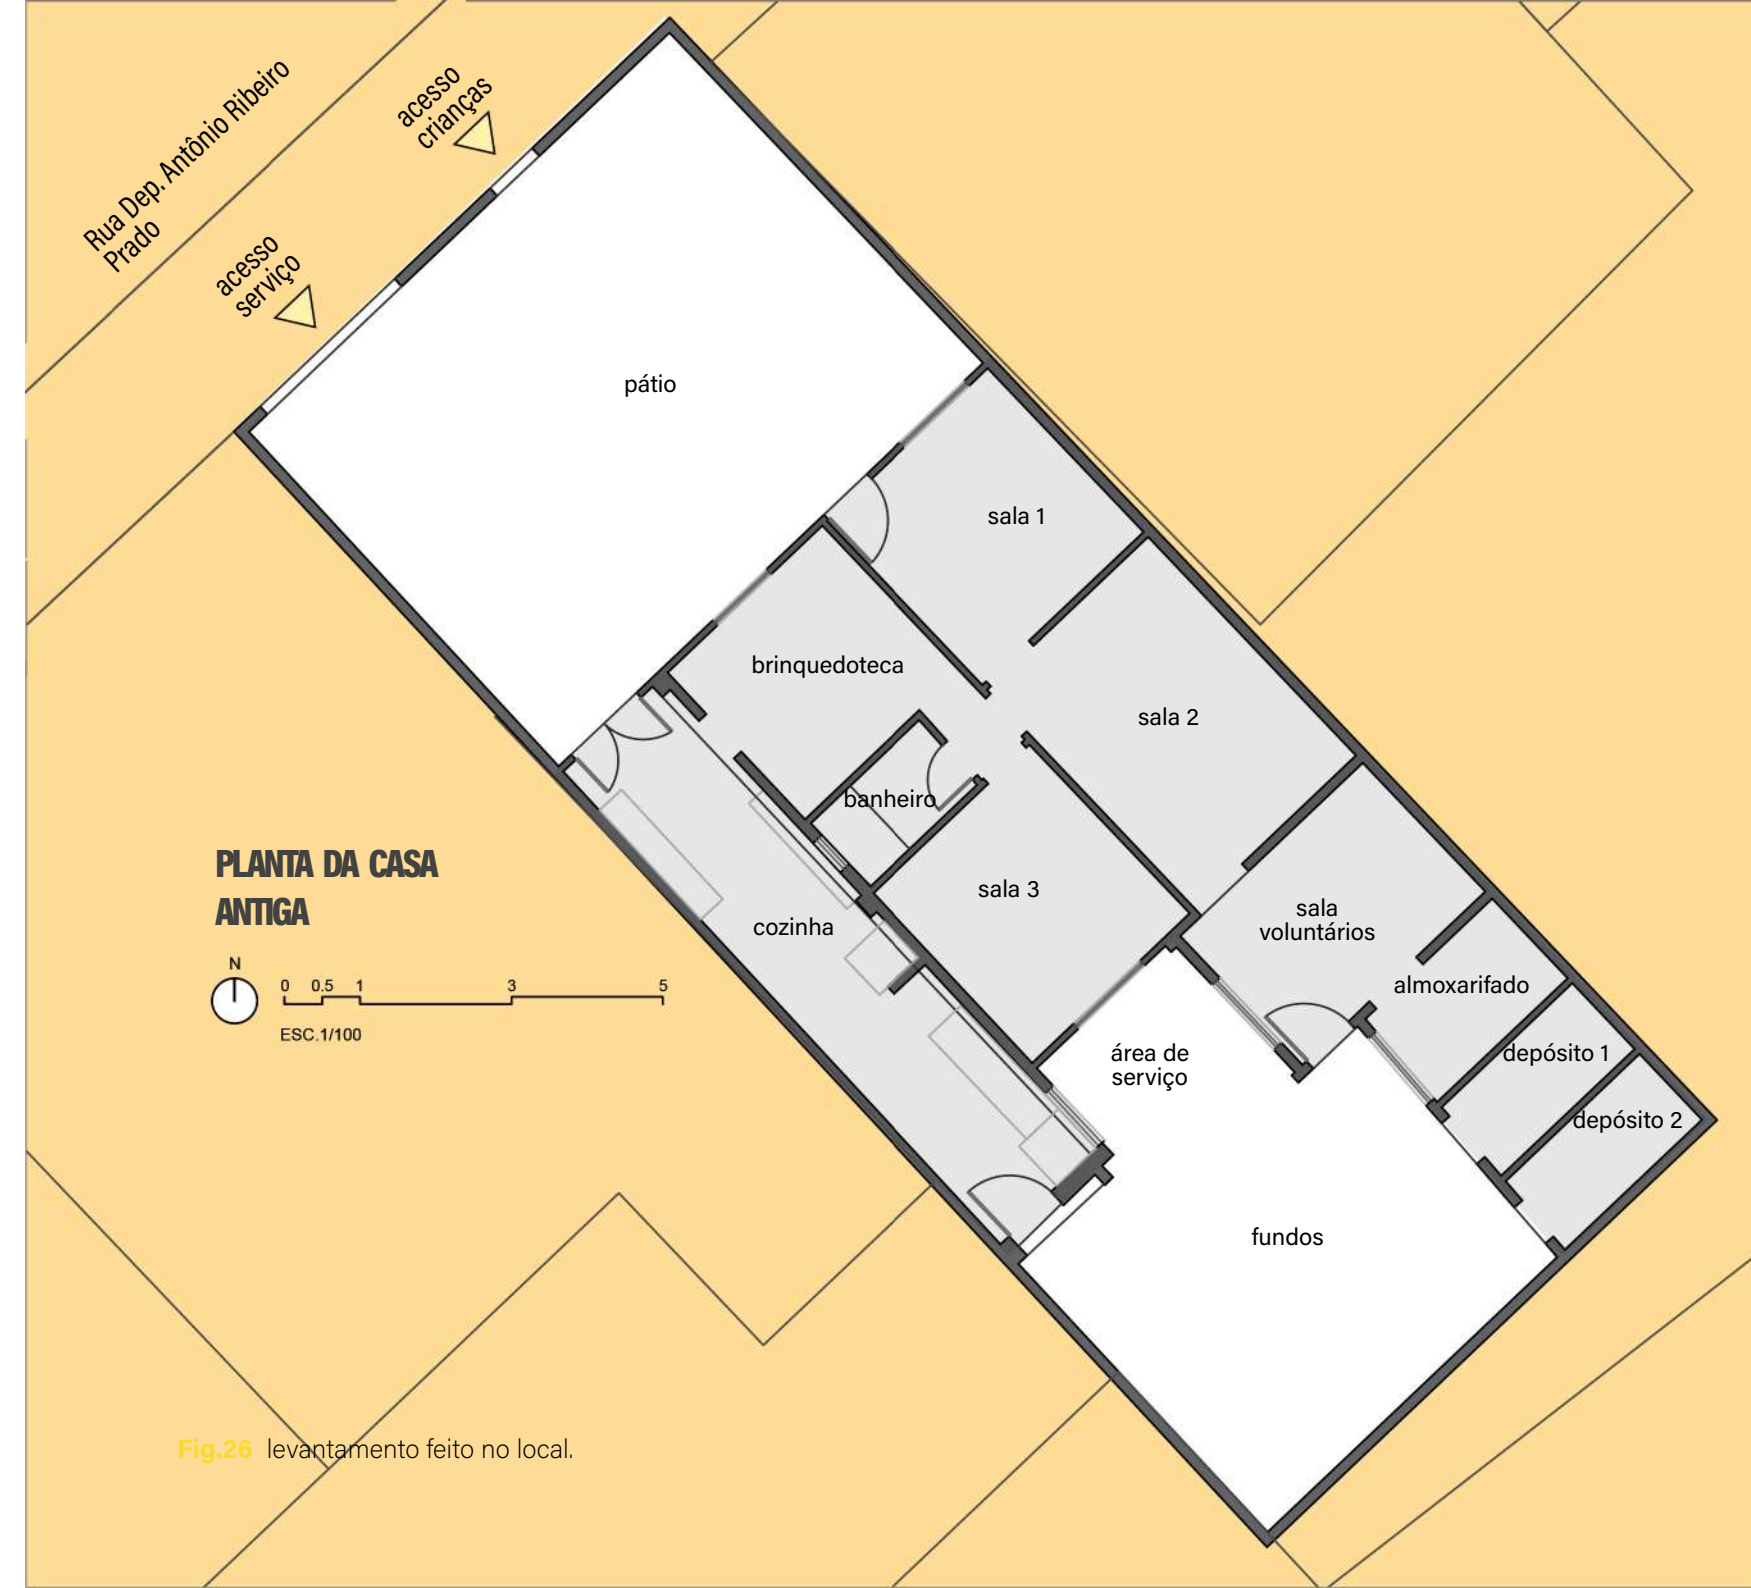 Rua Dep. Antônio Ribeiro
Prado
acesso
crianças
acesso
serviço
pátio
sala 1
brinquedoteca
sala 2
banheiro
sala 3
cozinha
sala
voluntários
almoxarifado
área de
serviço
depósito 1
depósito 2
fundos
PLANTA DA CASA
ANTIGA
N
0 0.5 1 3 5
ESC.1/100
Fig.26 levantamento feito no local.